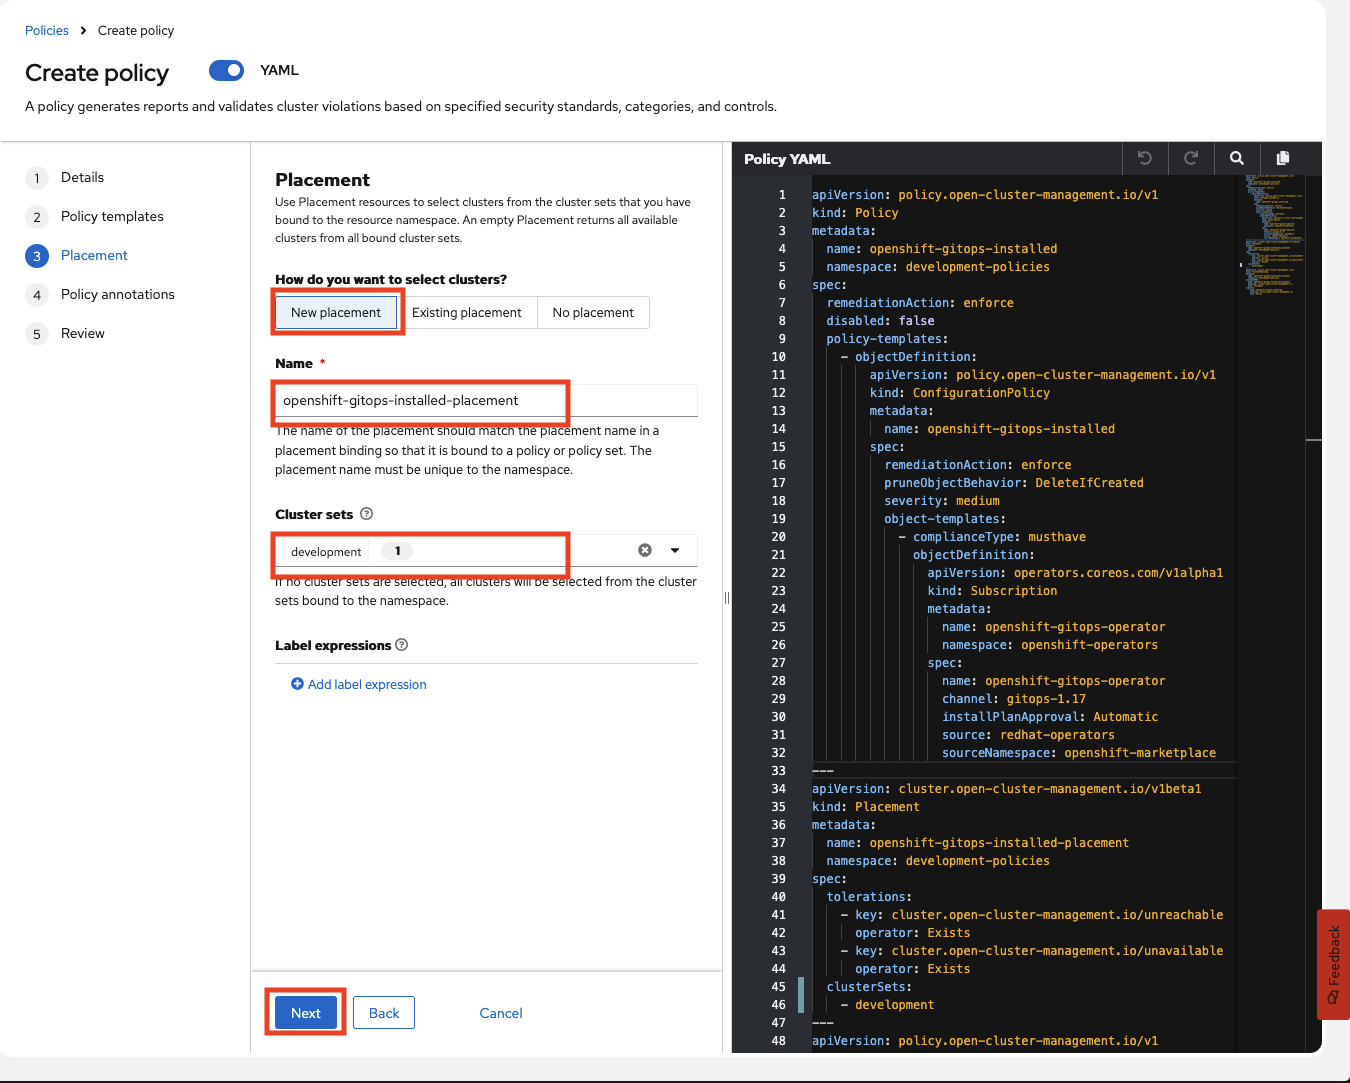 Policies > Create policy
Create policy YAML
A policy generates reports and validates cluster violations based on specified security standards, categories, and controls.
1 Details
2 Policy templates
3 Placement
4 Policy annotations
5 Review
Placement
Use Placement resources to select clusters from the cluster sets that you have
bound to the resource namespace. An empty Placement returns all available
clusters from all bound cluster sets.
How do you want to select clusters?
New placement Existing placement No placement
Name *
openshift-gitops-installed-placement
The name of the placement should match the placement name in a
placement binding so that it is bound to a policy or policy set. The
placement name must be unique to the namespace.
Cluster sets
development 1
If no cluster sets are selected, all clusters will be selected from the cluster
sets bound to the namespace.
Label expressions
Add label expression
Next Back Cancel
Policy YAML
1 apiVersion: policy.open-cluster-management.io/v1
2 kind: Policy
3 metadata:
4 name: openshift-gitops-installed
5 namespace: development-policies
6 spec:
7 remediationAction: enforce
8 disabled: false
9 policy-templates:
10 - objectDefinition:
11 apiVersion: policy.open-cluster-management.io/v1
12 kind: ConfigurationPolicy
13 metadata:
14 name: openshift-gitops-installed
15 spec:
16 remediationAction: enforce
17 pruneObjectBehavior: DeleteIfCreated
18 severity: medium
19 object-templates:
20 - complianceType: musthave
21 objectDefinition:
22 apiVersion: operators.coreos.com/v1alpha1
23 kind: Subscription
24 metadata:
25 name: openshift-gitops-operator
26 namespace: openshift-operators
27 spec:
28 name: openshift-gitops-operator
29 channel: gitops-1.17
30 installPlanApproval: Automatic
31 source: redhat-operators
32 sourceNamespace: openshift-marketplace
33 ---
34 apiVersion: cluster.open-cluster-management.io/v1beta1
35 kind: Placement
36 metadata:
37 name: openshift-gitops-installed-placement
38 namespace: development-policies
39 spec:
40 tolerations:
41 - key: cluster.open-cluster-management.io/unreachable
42 operator: Exists
43 - key: cluster.open-cluster-management.io/unavailable
44 operator: Exists
45 clusterSets:
46 - development
47 ---
48 apiVersion: policy.open-cluster-management.io/v1
Feedback